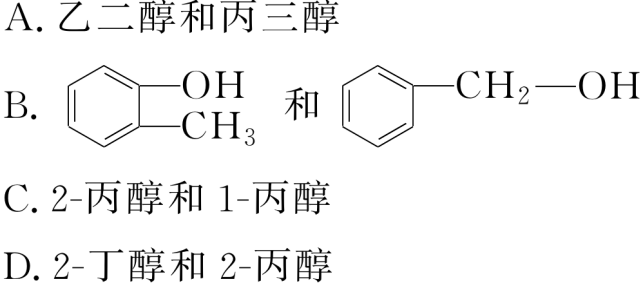 A. 乙二醇和丙三醇
B. OH CH₃ 和 CH₂—OH
C. 2-丙醇和 1-丙醇
D. 2-丁醇和 2-丙醇